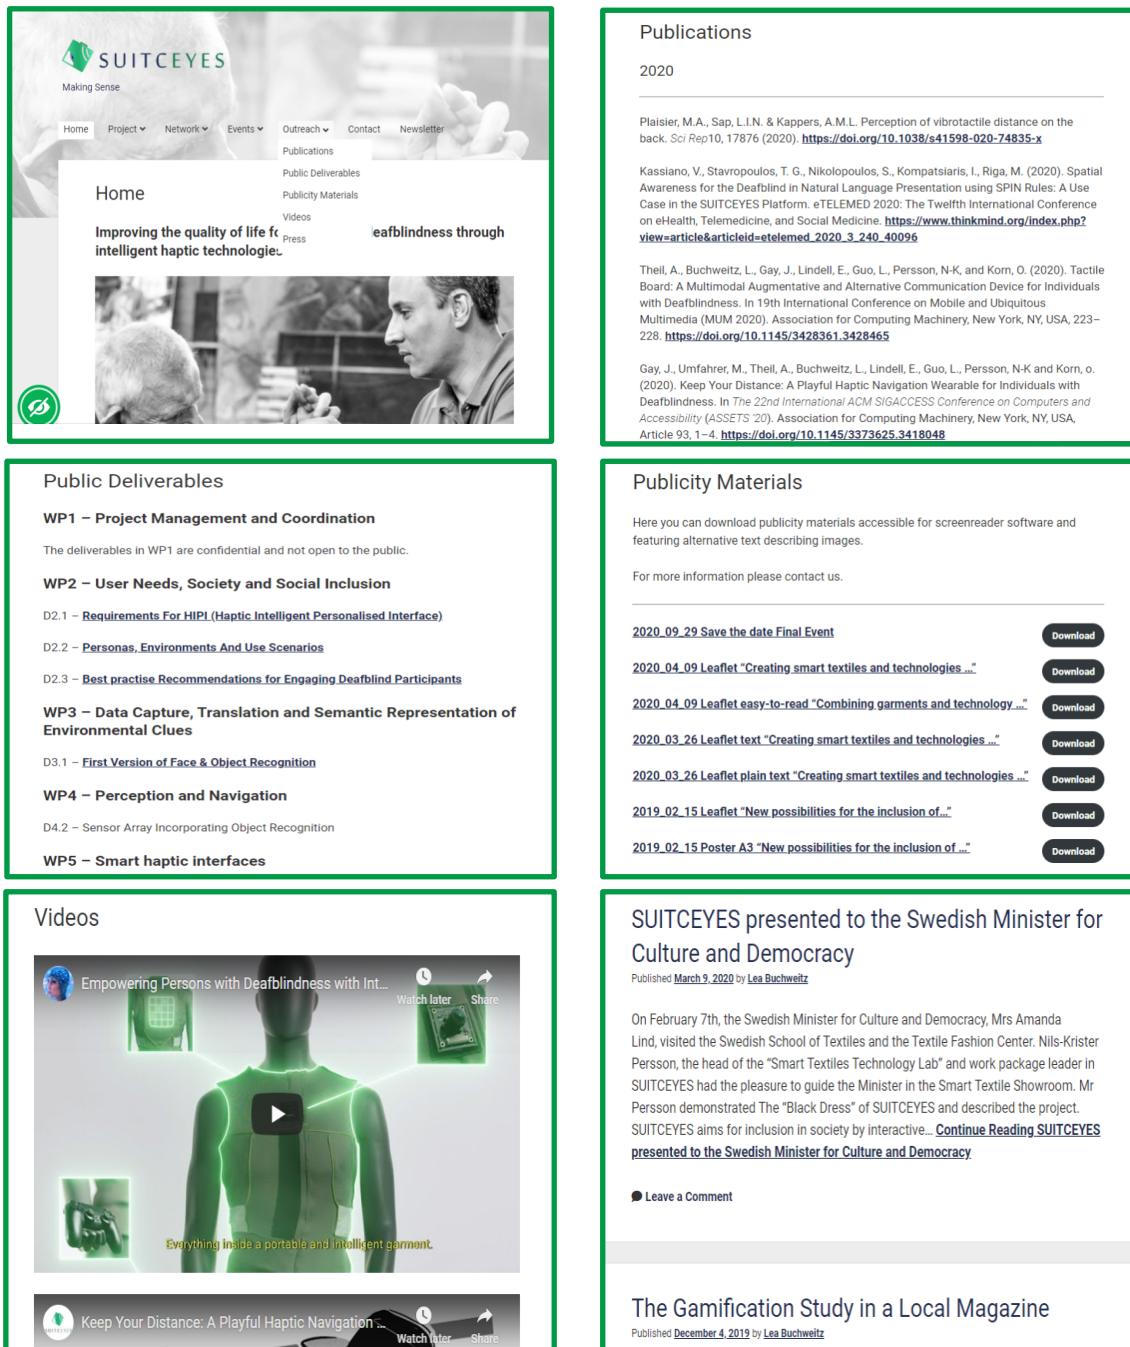 SUITCEYES
Making Sense
Home Project Network Events Outreach Contact Newsletter
Publications
Public Deliverables
Publicity Materials
Videos
Press
Home
Improving the quality of life fo eafblindness through
intelligent haptic technologies
Publications
2020
Plaisier, M.A., Sap, L.I.N. & Kappers, A.M.L. Perception of vibrotactile distance on the
back. Sci Rep10, 17876 (2020). https://doi.org/10.1038/s41598-020-74835-x
Kassiano, V., Stavropoulos, T. G., Nikolopoulos, S., Kompatsiaris, I., Riga, M. (2020). Spatial
Awareness for the Deafblind in Natural Language Presentation using SPIN Rules: A Use
Case in the SUITCEYES Platform. eTELEMED 2020: The Twelfth International Conference
on eHealth, Telemedicine, and Social Medicine. https://www.thinkmind.org/index.php?
view=article&articleid=etelemed_2020_3_240_40096
Theil, A., Buchweitz, L., Gay, J., Lindell, E., Guo, L., Persson, N-K, and Korn, O. (2020). Tactile
Board: A Multimodal Augmentative and Alternative Communication Device for Individuals
with Deafblindness. In 19th International Conference on Mobile and Ubiquitous
Multimedia (MUM 2020). Association for Computing Machinery, New York, NY, USA, 223–
228. https://doi.org/10.1145/3428361.3428465
Gay, J., Umfahrer, M., Theil, A., Buchweitz, L., Lindell, E., Guo, L., Persson, N-K and Korn, o.
(2020). Keep Your Distance: A Playful Haptic Navigation Wearable for Individuals with
Deafblindness. In The 22nd International ACM SIGACCESS Conference on Computers and
Accessibility (ASSETS '20). Association for Computing Machinery, New York, NY, USA,
Article 93, 1–4. https://doi.org/10.1145/3373625.3418048
Public Deliverables
WP1 – Project Management and Coordination
The deliverables in WP1 are confidential and not open to the public.
WP2 – User Needs, Society and Social Inclusion
D2.1 – Requirements For HIPI (Haptic Intelligent Personalised Interface)
D2.2 – Personas, Environments And Use Scenarios
D2.3 – Best practise Recommendations for Engaging Deafblind Participants
WP3 – Data Capture, Translation and Semantic Representation of
Environmental Clues
D3.1 – First Version of Face & Object Recognition
WP4 – Perception and Navigation
D4.2 – Sensor Array Incorporating Object Recognition
WP5 – Smart haptic interfaces
Publicity Materials
Here you can download publicity materials accessible for screenreader software and
featuring alternative text describing images.
For more information please contact us.
2020_09_29 Save the date Final Event Download
2020_04_09 Leaflet "Creating smart textiles and technologies ..." Download
2020_04_09 Leaflet easy-to-read "Combining garments and technology ..." Download
2020_03_26 Leaflet text "Creating smart textiles and technologies ..." Download
2020_03_26 Leaflet plain text "Creating smart textiles and technologies ..." Download
2019_02_15 Leaflet "New possibilities for the inclusion of..." Download
2019_02_15 Poster A3 "New possibilities for the inclusion of ..." Download
Videos
Empowering Persons with Deafblindness with Int...
Watch later Share
Everything inside a portable and intelligent garment.
Keep Your Distance: A Playful Haptic Navigation ...
Watch later Share
SUITCEYES presented to the Swedish Minister for
Culture and Democracy
Published March 9, 2020 by Lea Buchweitz
On February 7th, the Swedish Minister for Culture and Democracy, Mrs Amanda
Lind, visited the Swedish School of Textiles and the Textile Fashion Center. Nils-Krister
Persson, the head of the "Smart Textiles Technology Lab" and work package leader in
SUITCEYES had the pleasure to guide the Minister in the Smart Textile Showroom. Mr
Persson demonstrated The "Black Dress" of SUITCEYES and described the project.
SUITCEYES aims for inclusion in society by interactive... Continue Reading SUITCEYES
presented to the Swedish Minister for Culture and Democracy
Leave a Comment
The Gamification Study in a Local Magazine
Published December 4, 2019 by Lea Buchweitz